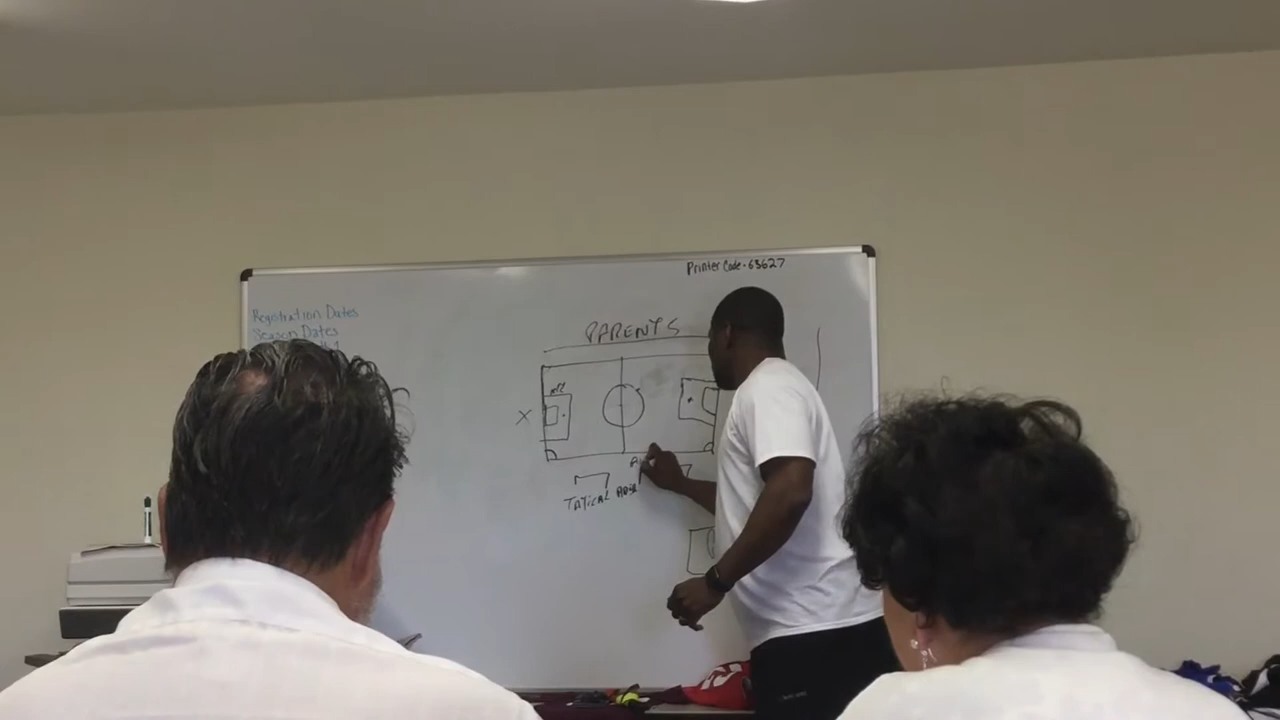 Printer Code - 63627
Registration Dates
Season Dates
PARENTS
X
TATICAL AREA